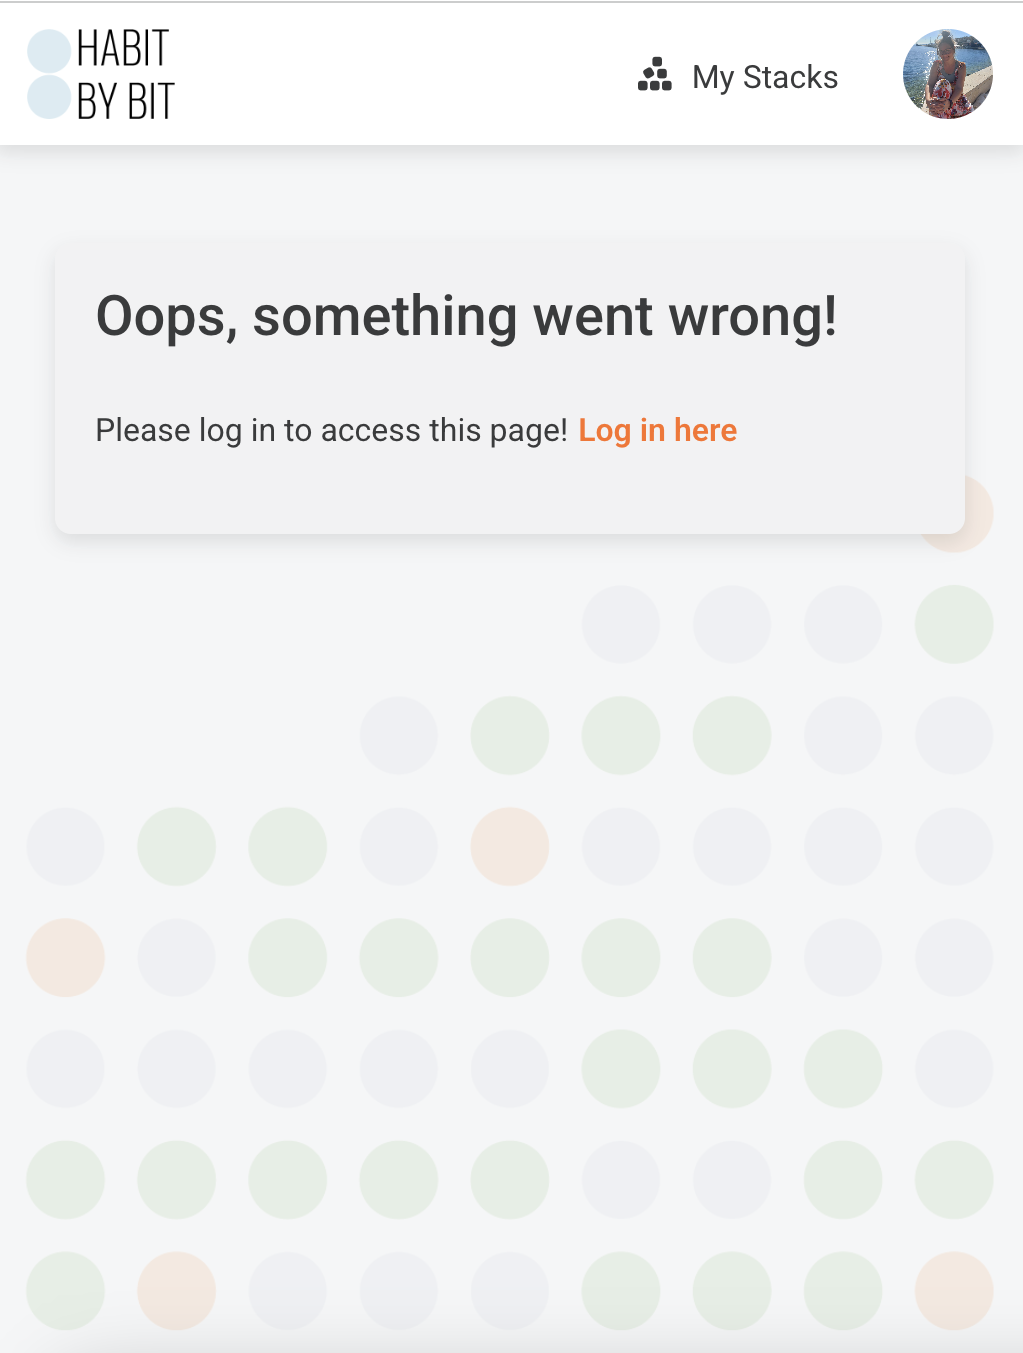 HABIT
BY BIT
My Stacks
Oops, something went wrong!
Please log in to access this page! Log in here